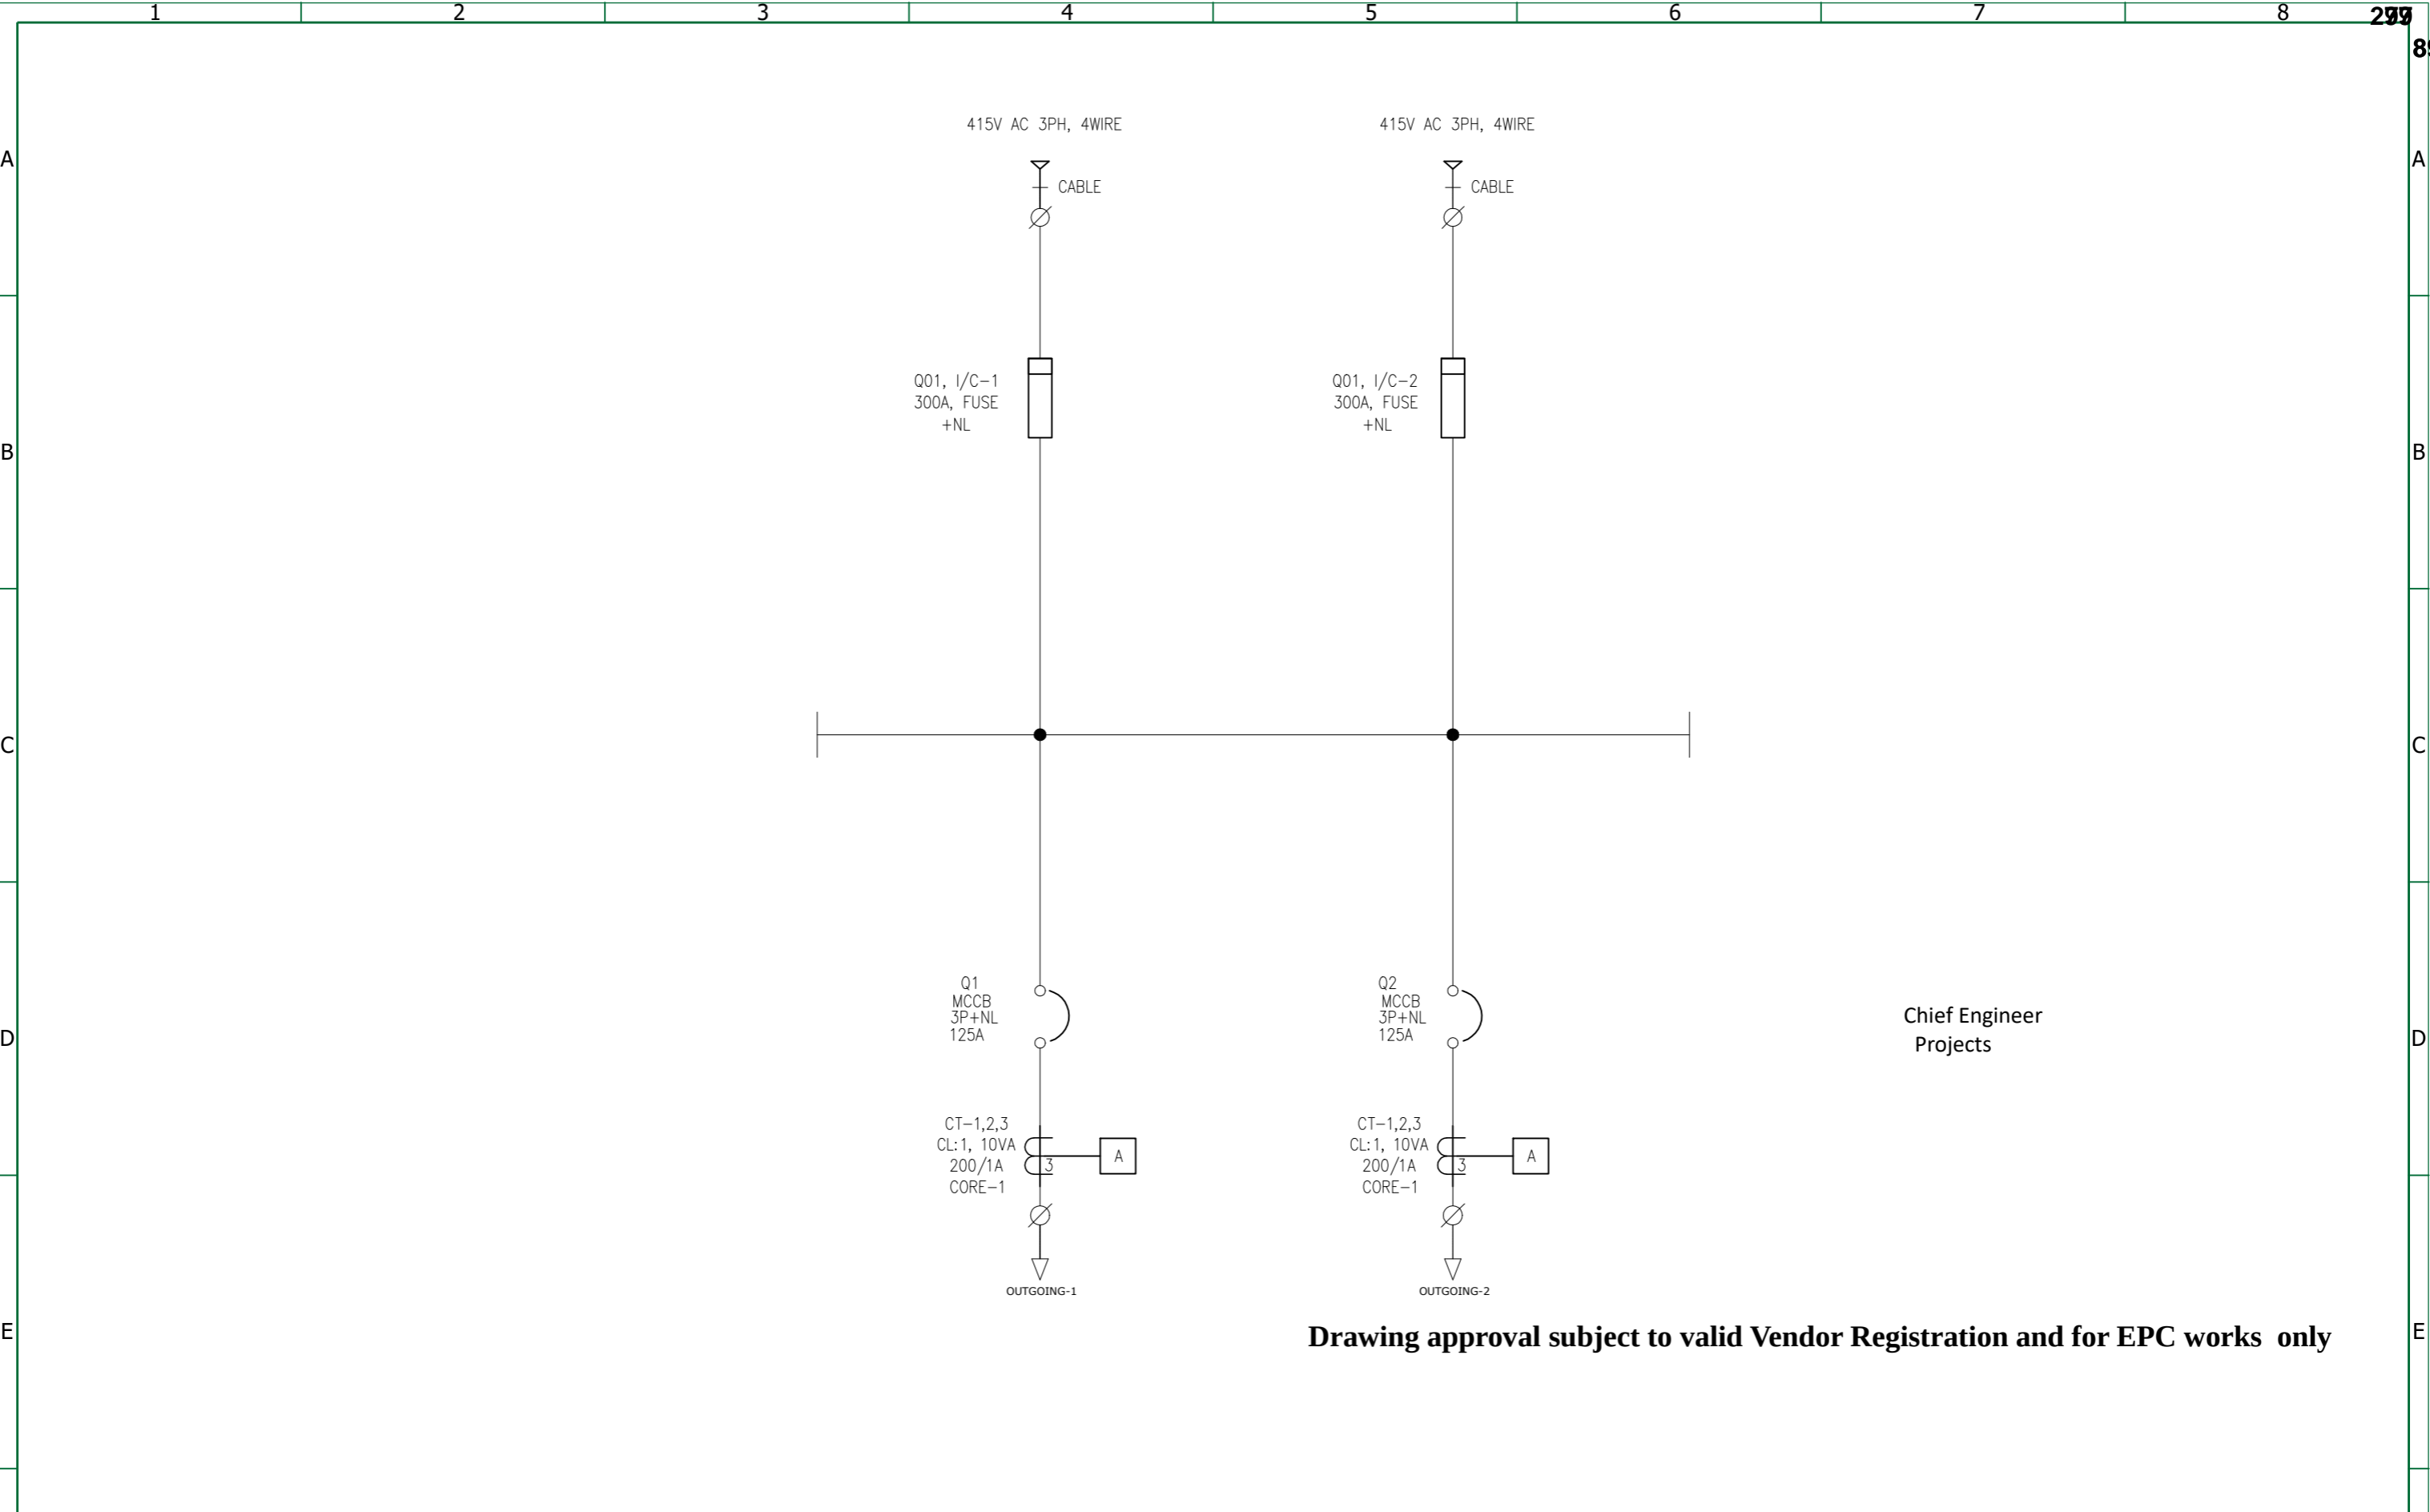 1 2 3 4 5 6 7 8
415V AC 3PH, 4WIRE
415V AC 3PH, 4WIRE
A
A
CABLE
CABLE
Q01, I/C-1
300A, FUSE
+NL
Q01, I/C-2
300A, FUSE
+NL
B
B
C
C
Q1
MCCB
3P+NL
125A
Q2
MCCB
3P+NL
125A
Chief Engineer
Projects
D
D
CT-1,2,3
CL:1, 10VA
200/1A
CORE-1
3
A
CT-1,2,3
CL:1, 10VA
200/1A
CORE-1
3
A
OUTGOING-1
OUTGOING-2
E
E
Drawing approval subject to valid Vendor Registration and for EPC works only